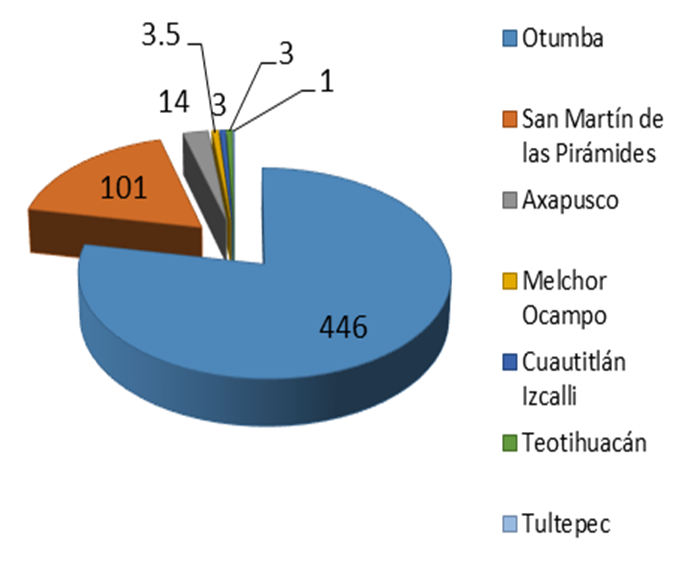 3.5
3
1
14
3
101
446
Otumba
San Martín de
las Pirámides
Axapusco
Melchor
Ocampo
Cuautitlán
Izcalli
Teotihuacán
Tultepec